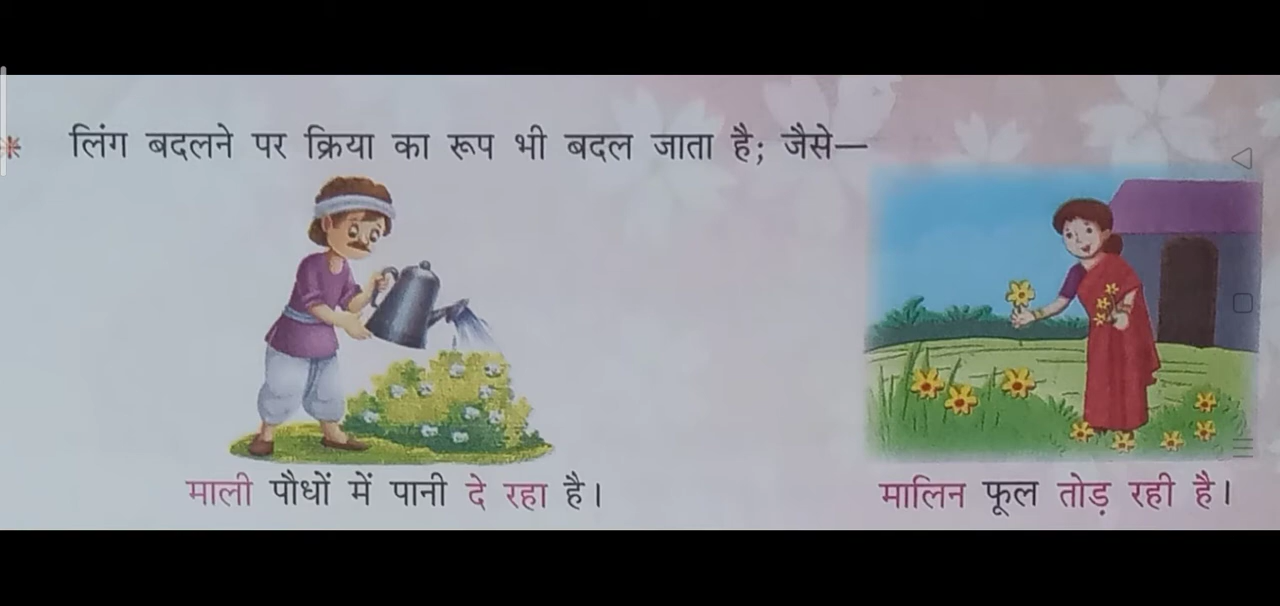 * लिंग बदलने पर क्रिया का रूप भी बदल जाता है; जैसे—
माली पौधों में पानी दे रहा है।
मालिन फूल तोड़ रही है।